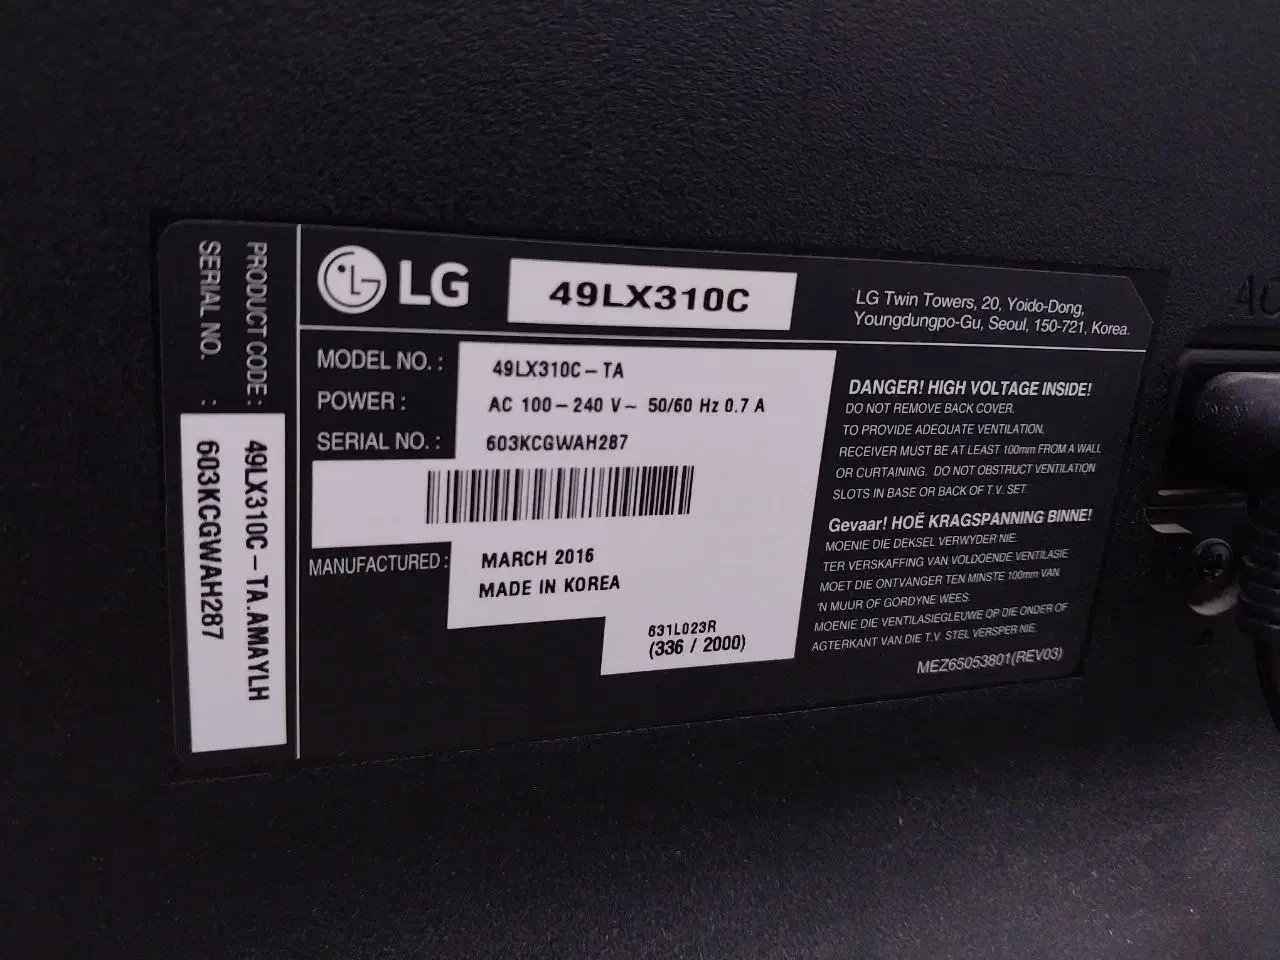 LG
49LX310C
LG Twin Towers, 20, Yoido-Dong,
Youngdungpo-Gu, Seoul, 150-721, Korea.
MODEL NO. : 49LX310C-TA
POWER : AC 100-240 V~ 50/60 Hz 0.7 A
SERIAL NO. : 603KCGWAH287
MANUFACTURED : MARCH 2016
MADE IN KOREA
631L023R
(336 / 2000)
DANGER! HIGH VOLTAGE INSIDE!
DO NOT REMOVE BACK COVER.
TO PROVIDE ADEQUATE VENTILATION,
RECEIVER MUST BE AT LEAST 100mm FROM A WALL
OR CURTAINING. DO NOT OBSTRUCT VENTILATION
SLOTS IN BASE OR BACK OF T.V. SET.
Gevaar! HOË KRAGSPANNING BINNE!
MOENIE DIE DEKSEL VERWYDER NIE.
TER VERSKAFFING VAN VOLDOENDE VENTILASIE
MOET DIE ONTVANGER TEN MINSTE 100mm VAN
'N MUUR OF GORDYNE WEES.
MOENIE DIE VENTILASIEGLEUWE OP DIE ONDER OF
AGTERKANT VAN DIE T.V. STEL VERSPER NIE.
MEZ65053801(REV03)
PRODUCT CODE : 49LX310C-TA.AMAYLH
SERIAL NO. : 603KCGWAH287